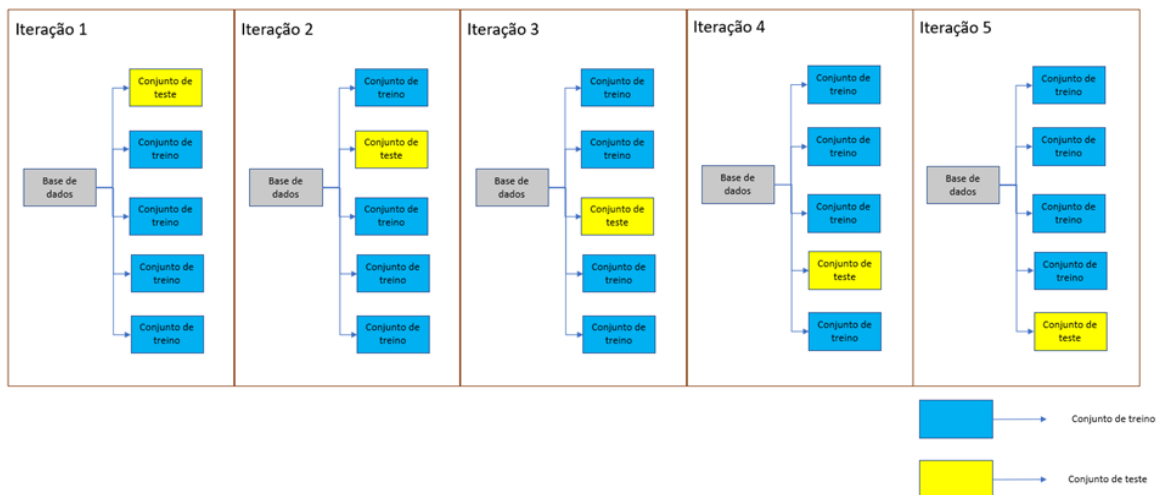 Iteração 1
Conjunto de
teste
Conjunto de
treino
Base de
dados
Conjunto de
treino
Conjunto de
treino
Conjunto de
treino
Iteração 2
Conjunto de
treino
Conjunto de
teste
Base de
dados
Conjunto de
treino
Conjunto de
treino
Conjunto de
treino
Iteração 3
Conjunto de
treino
Conjunto de
treino
Base de
dados
Conjunto de
teste
Conjunto de
treino
Conjunto de
treino
Iteração 4
Conjunto de
treino
Conjunto de
treino
Base de
dados
Conjunto de
treino
Conjunto de
teste
Conjunto de
treino
Iteração 5
Conjunto de
treino
Conjunto de
treino
Base de
dados
Conjunto de
treino
Conjunto de
treino
Conjunto de
teste
Conjunto de treino
Conjunto de teste